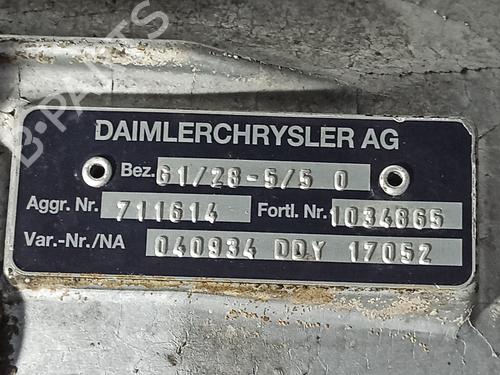 B-PARTS
DAIMLERCHRYSLER AG
Bez. G1/28-5/5 0
Aggr. Nr. 711614 Fortl. Nr. 1034865
Var.-Nr./NA 040934 DDY 17052